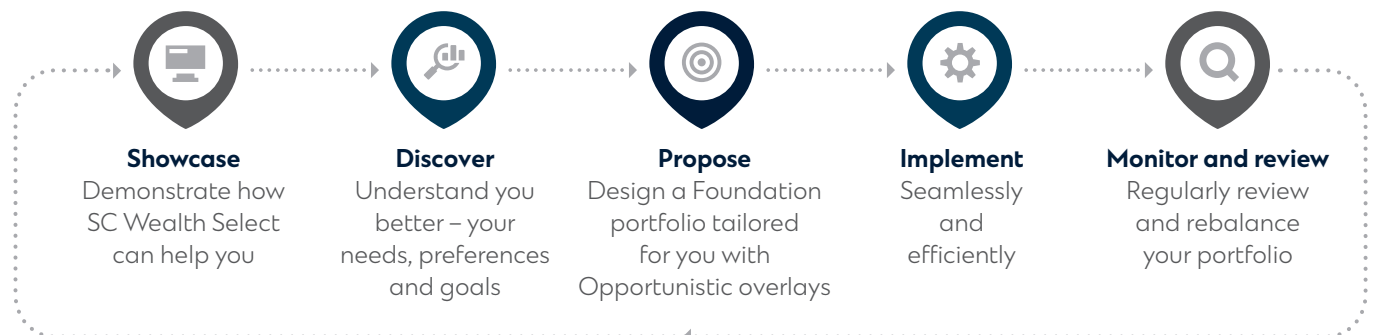 Showcase
Demonstrate how
SC Wealth Select
can help you
Discover
Understand you
better – your
needs, preferences
and goals
Propose
Design a Foundation
portfolio tailored
for you with
Opportunistic overlays
Implement
Seamlessly
and
efficiently
Monitor and review
Regularly review
and rebalance
your portfolio